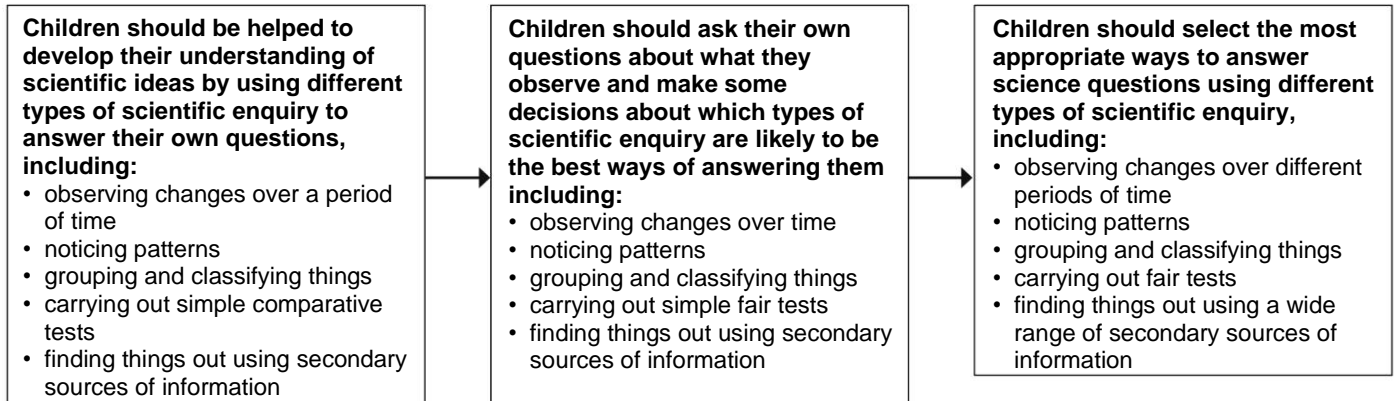 Children should be helped to
develop their understanding of
scientific ideas by using different
types of scientific enquiry to
answer their own questions,
including:
• observing changes over a period
of time
• noticing patterns
• grouping and classifying things
• carrying out simple comparative
tests
• finding things out using secondary
sources of information
Children should ask their own
questions about what they
observe and make some
decisions about which types of
scientific enquiry are likely to be
the best ways of answering them
including:
• observing changes over time
• noticing patterns
• grouping and classifying things
• carrying out simple fair tests
• finding things out using secondary
sources of information
Children should select the most
appropriate ways to answer
science questions using different
types of scientific enquiry,
including:
• observing changes over different
periods of time
• noticing patterns
• grouping and classifying things
• carrying out fair tests
• finding things out using a wide
range of secondary sources of
information